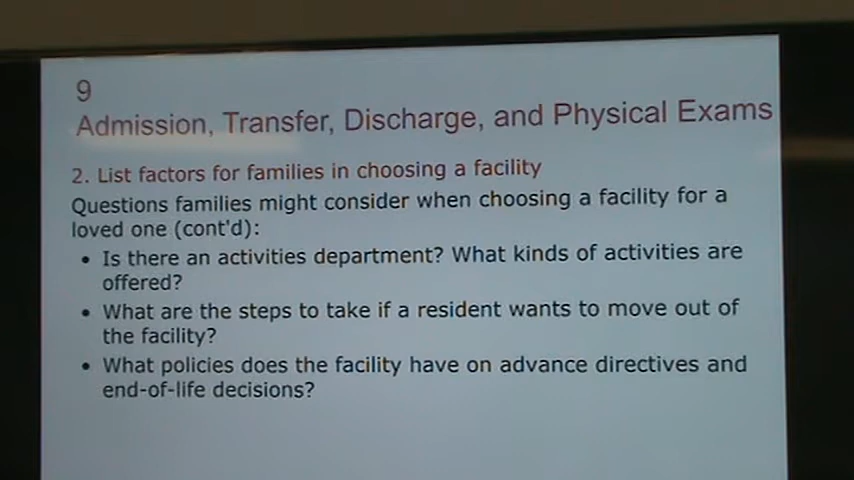 9
Admission, Transfer, Discharge, and Physical Exams
2. List factors for families in choosing a facility
Questions families might consider when choosing a facility for a
loved one (cont'd):
• Is there an activities department? What kinds of activities are
offered?
• What are the steps to take if a resident wants to move out of
the facility?
• What policies does the facility have on advance directives and
end-of-life decisions?